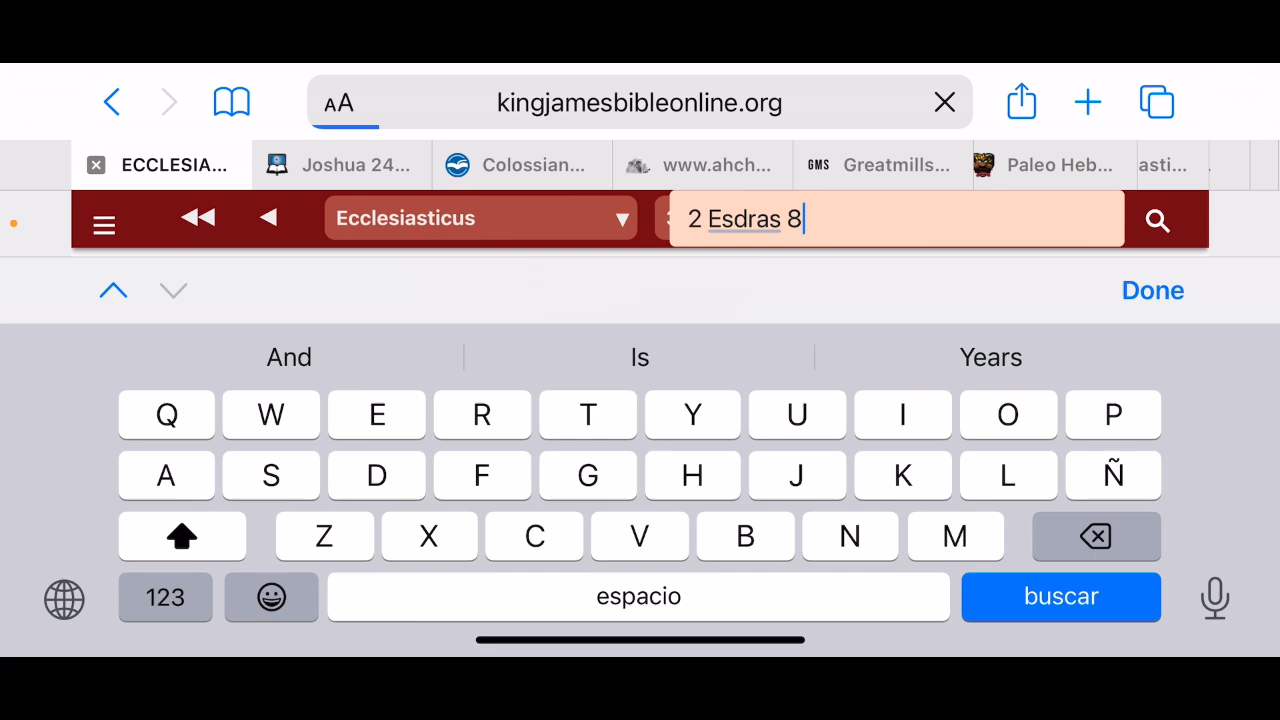 AA kingjamesbibleonline.org
ECCLESIA... Joshua 24... Colossian... www.ahch... GMS Greatmills... Paleo Heb... asti...
Ecclesiasticus 2 Esdras 8
Done
And Is Years
Q W E R T Y U I O P
A S D F G H J K L Ñ
Z X C V B N M
123 espacio buscar